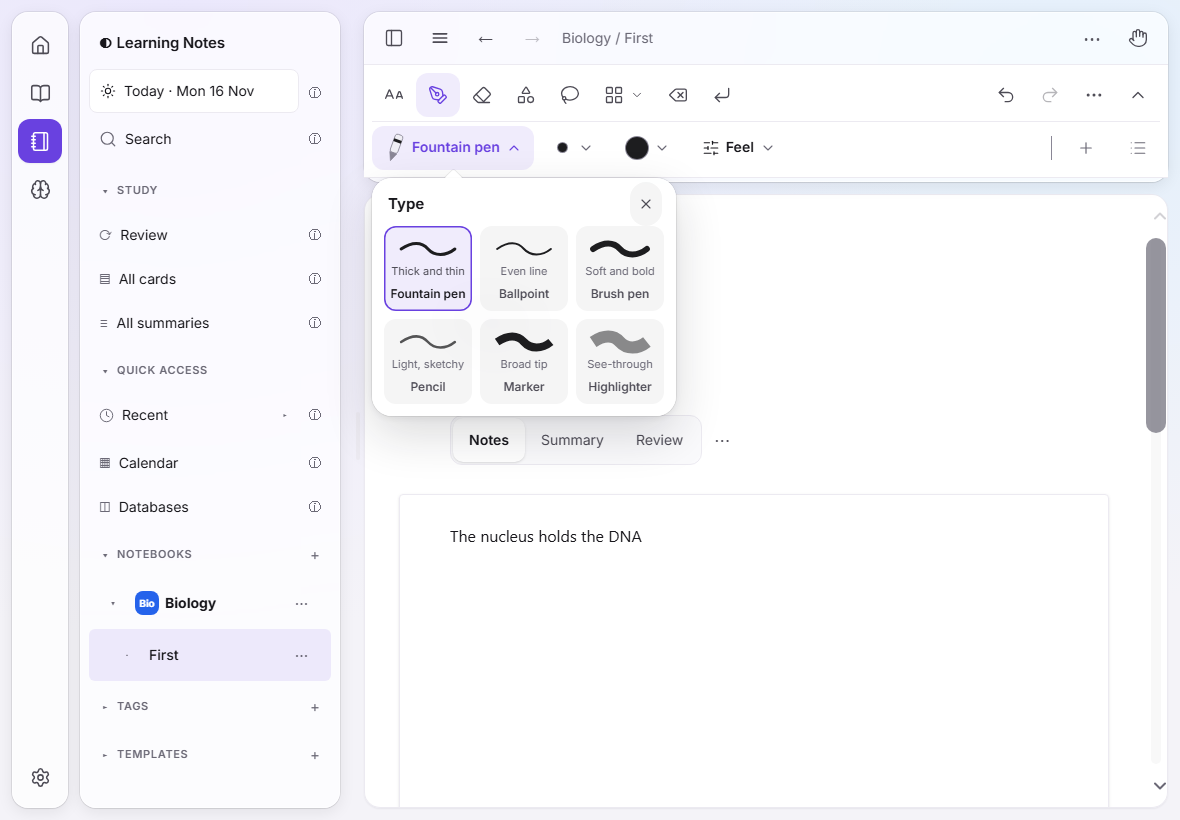 Learning Notes
Today · Mon 16 Nov
Search
STUDY
Review
All cards
All summaries
QUICK ACCESS
Recent
Calendar
Databases
NOTEBOOKS
Bio Biology
First
TAGS
TEMPLATES
Biology / First
AA
Fountain pen
Feel
Type
Thick and thin
Fountain pen
Even line
Ballpoint
Soft and bold
Brush pen
Light, sketchy
Pencil
Broad tip
Marker
See-through
Highlighter
Notes Summary Review
The nucleus holds the DNA